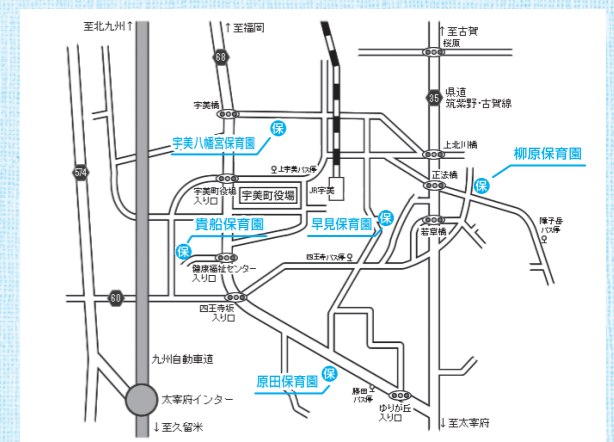 至北九州↑
↑至福岡
↑至古賀
桜原
68
35
県道
筑紫野・古賀線
宇美橋
保
宇美八幡宮保育園
上北川橋
柳原保育園
574
上宇美バス停
正法橋
保
宇美町役場
入り口
宇美町役場
JR宇美
貴船保育園
早見保育園
保
若草橋
障子岳
バス停
保
四王寺バス停
健康福祉センター
入り口
60
四王寺坂
入り口
九州自動車道
原田保育園
保
勝田
バス停
太宰府インター
ゆりが丘
入り口
↓至久留米
↓至太宰府